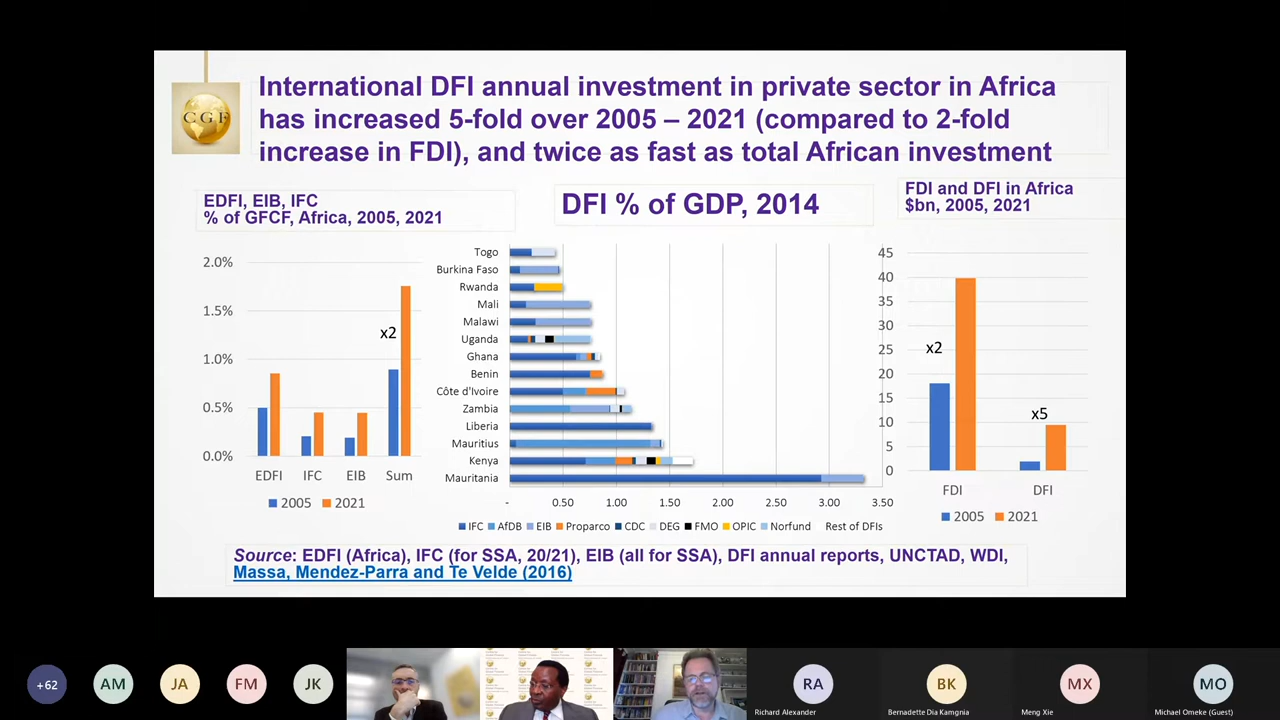 International DFI annual investment in private sector in Africa
has increased 5-fold over 2005 – 2021 (compared to 2-fold
increase in FDI), and twice as fast as total African investment
CGF
EDFI, EIB, IFC
% of GFCF, Africa, 2005, 2021
2.0%
1.5%
1.0%
0.5%
0.0%
x2
EDFI IFC EIB Sum
2005 2021
DFI % of GDP, 2014
Togo
Burkina Faso
Rwanda
Mali
Malawi
Uganda
Ghana
Benin
Côte d'Ivoire
Zambia
Liberia
Mauritius
Kenya
Mauritania
- 0.50 1.00 1.50 2.00 2.50 3.00 3.50
IFC AfDB EIB Proparco CDC DEG FMO OPIC Norfund Rest of DFIs
FDI and DFI in Africa
$bn, 2005, 2021
45
40
35
30
25
20
15
10
5
0
x2
x5
FDI DFI
2005 2021
Source: EDFI (Africa), IFC (for SSA, 20/21), EIB (all for SSA), DFI annual reports, UNCTAD, WDI,
Massa, Mendez-Parra and Te Velde (2016)
+62 AM JA FM JK RA BK MX MO
Richard Alexander Bernadette Dia Kamgnia Meng Xie Michael Omeke (Guest)